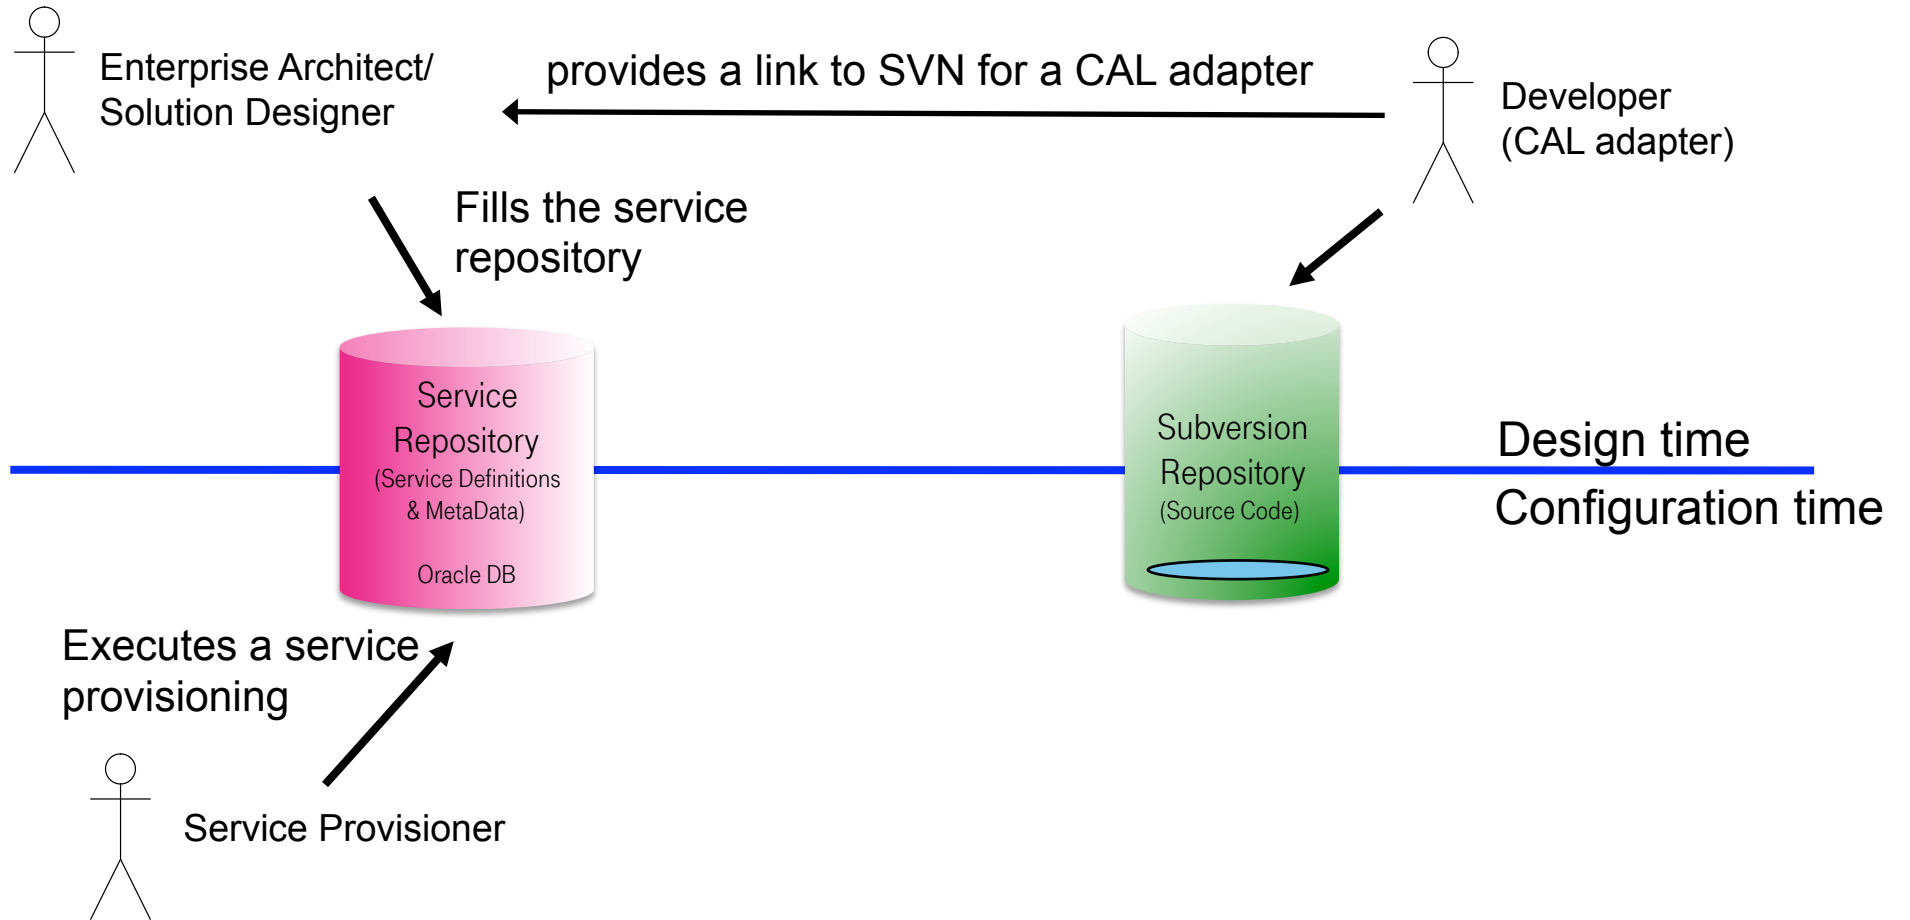 Enterprise Architect/
Solution Designer
provides a link to SVN for a CAL adapter
Developer
(CAL adapter)
Fills the service
repository
Service
Repository
(Service Definitions
& MetaData)
Oracle DB
Subversion
Repository
(Source Code)
Design time
Configuration time
Executes a service
provisioning
Service Provisioner